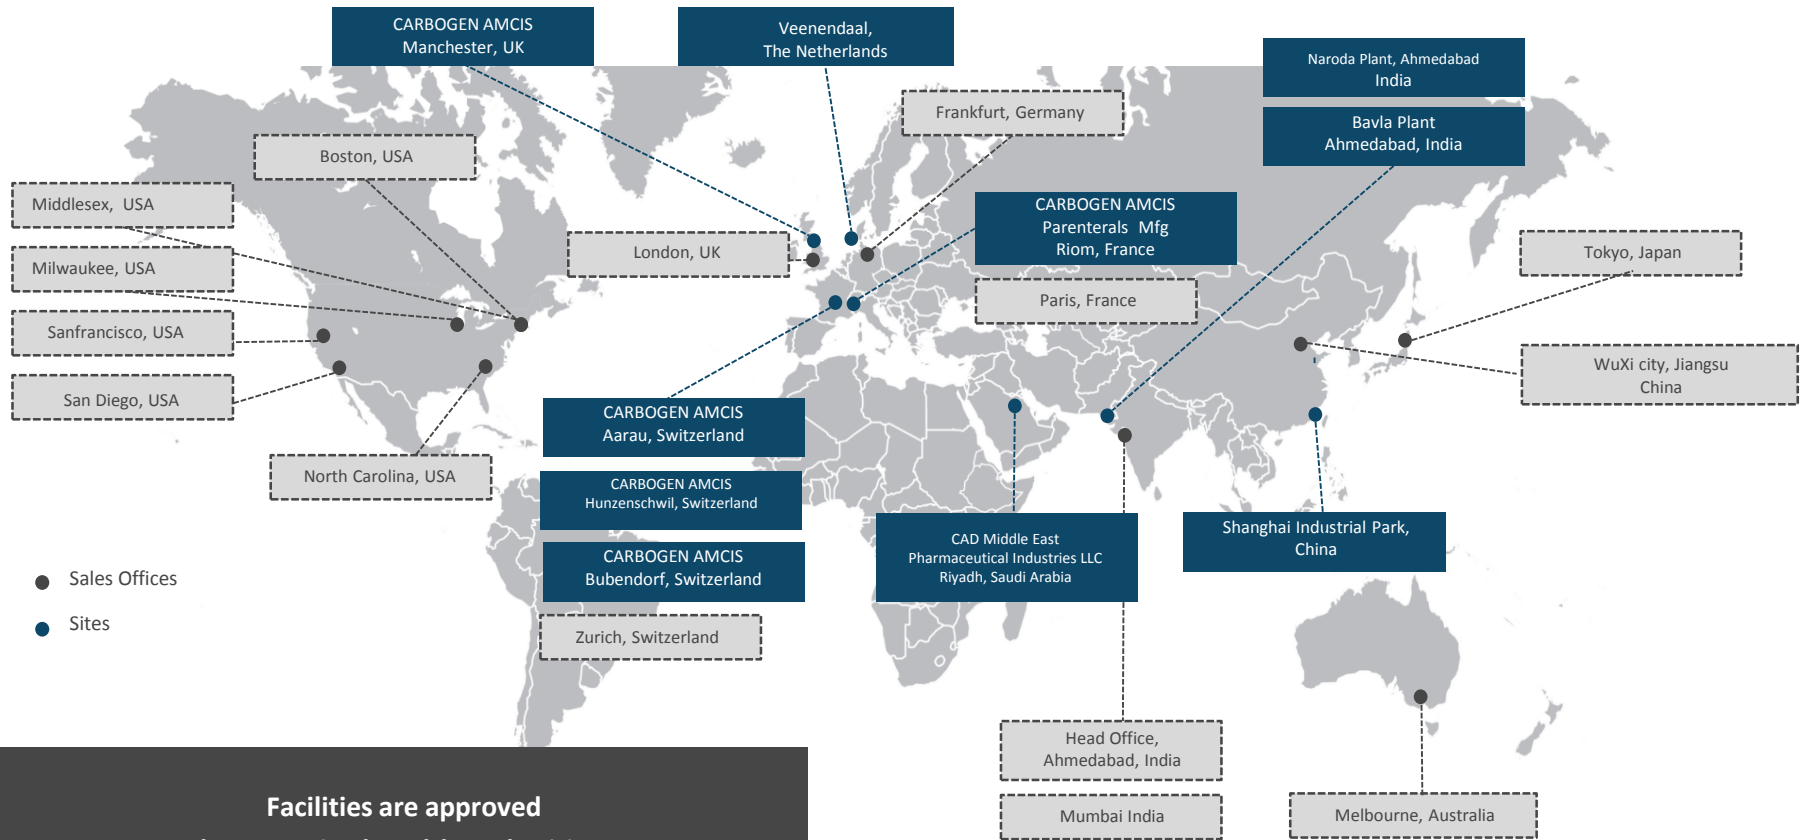 CARBOGEN AMCIS
Manchester, UK
Veenendaal,
The Netherlands
Naroda Plant, Ahmedabad
India
Frankfurt, Germany
Bavla Plant
Ahmedabad, India
Boston, USA
Middlesex, USA
CARBOGEN AMCIS
Parenterals Mfg
Riom, France
London, UK
Tokyo, Japan
Milwaukee, USA
Paris, France
Sanfrancisco, USA
WuXi city, Jiangsu
China
San Diego, USA
CARBOGEN AMCIS
Aarau, Switzerland
North Carolina, USA
CARBOGEN AMCIS
Hunzenschwil, Switzerland
CAD Middle East
Pharmaceutical Industries LLC
Riyadh, Saudi Arabia
Shanghai Industrial Park,
China
CARBOGEN AMCIS
Bubendorf, Switzerland
Sales Offices
Sites
Zurich, Switzerland
Head Office,
Ahmedabad, India
Mumbai India
Melbourne, Australia
Facilities are approved